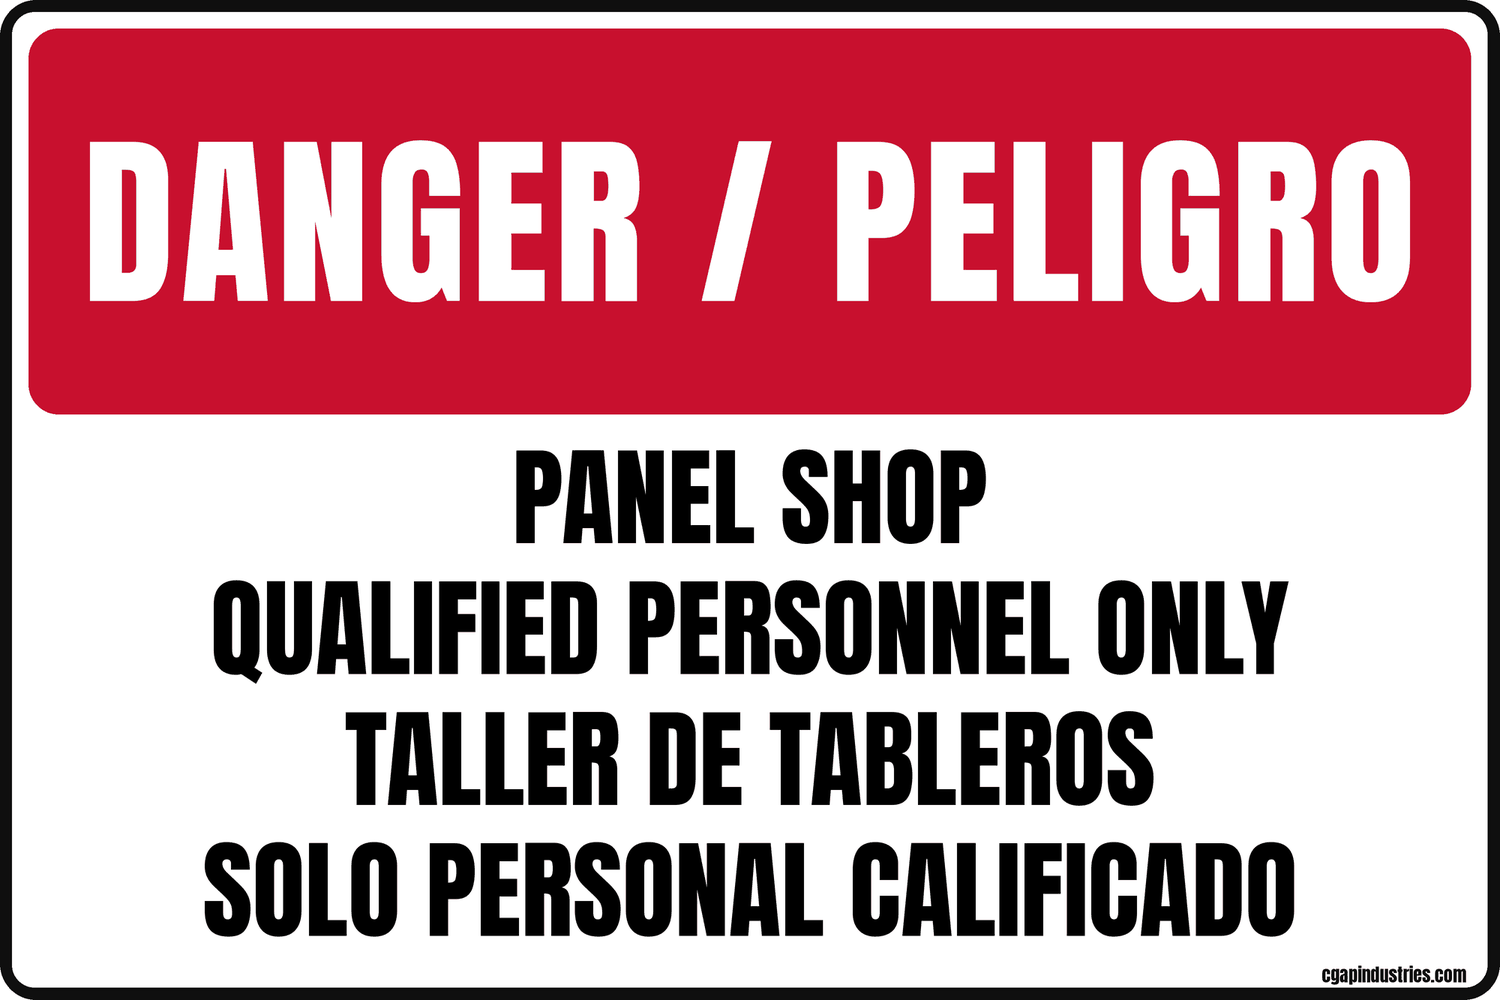 DANGER / PELIGRO
PANEL SHOP
QUALIFIED PERSONNEL ONLY
TALLER DE TABLEROS
SOLO PERSONAL CALIFICADO
cgapindustries.com